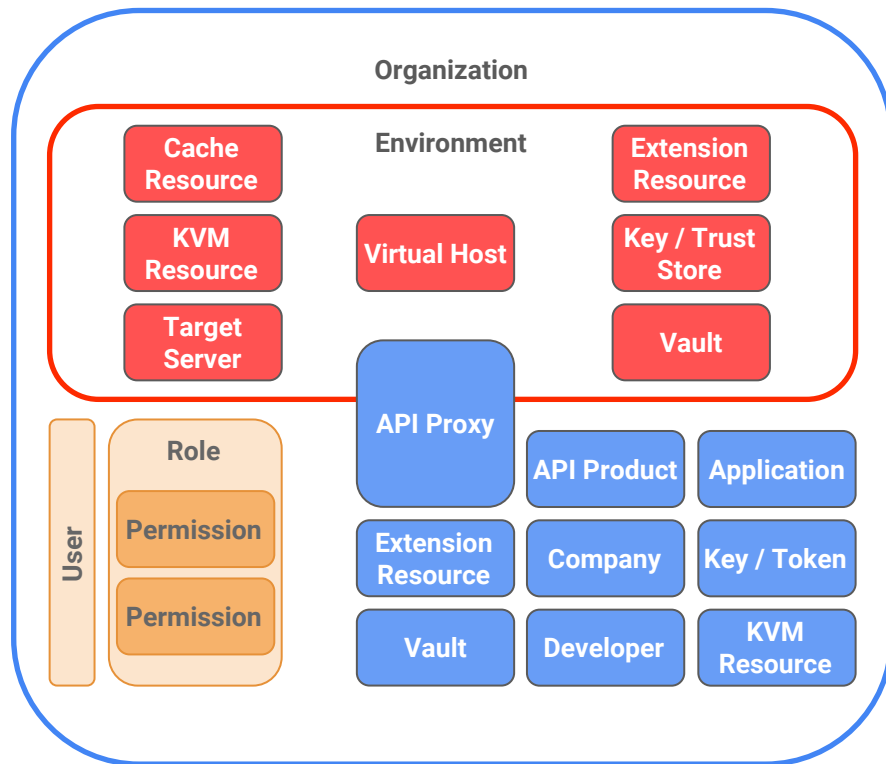 Organization
Environment
Cache
Resource
Extension
Resource
KVM
Resource
Virtual Host
Key / Trust
Store
Target
Server
Vault
API Proxy
User
Role
Permission
Permission
API Product
Application
Extension
Resource
Company
Key / Token
Vault
Developer
KVM
Resource